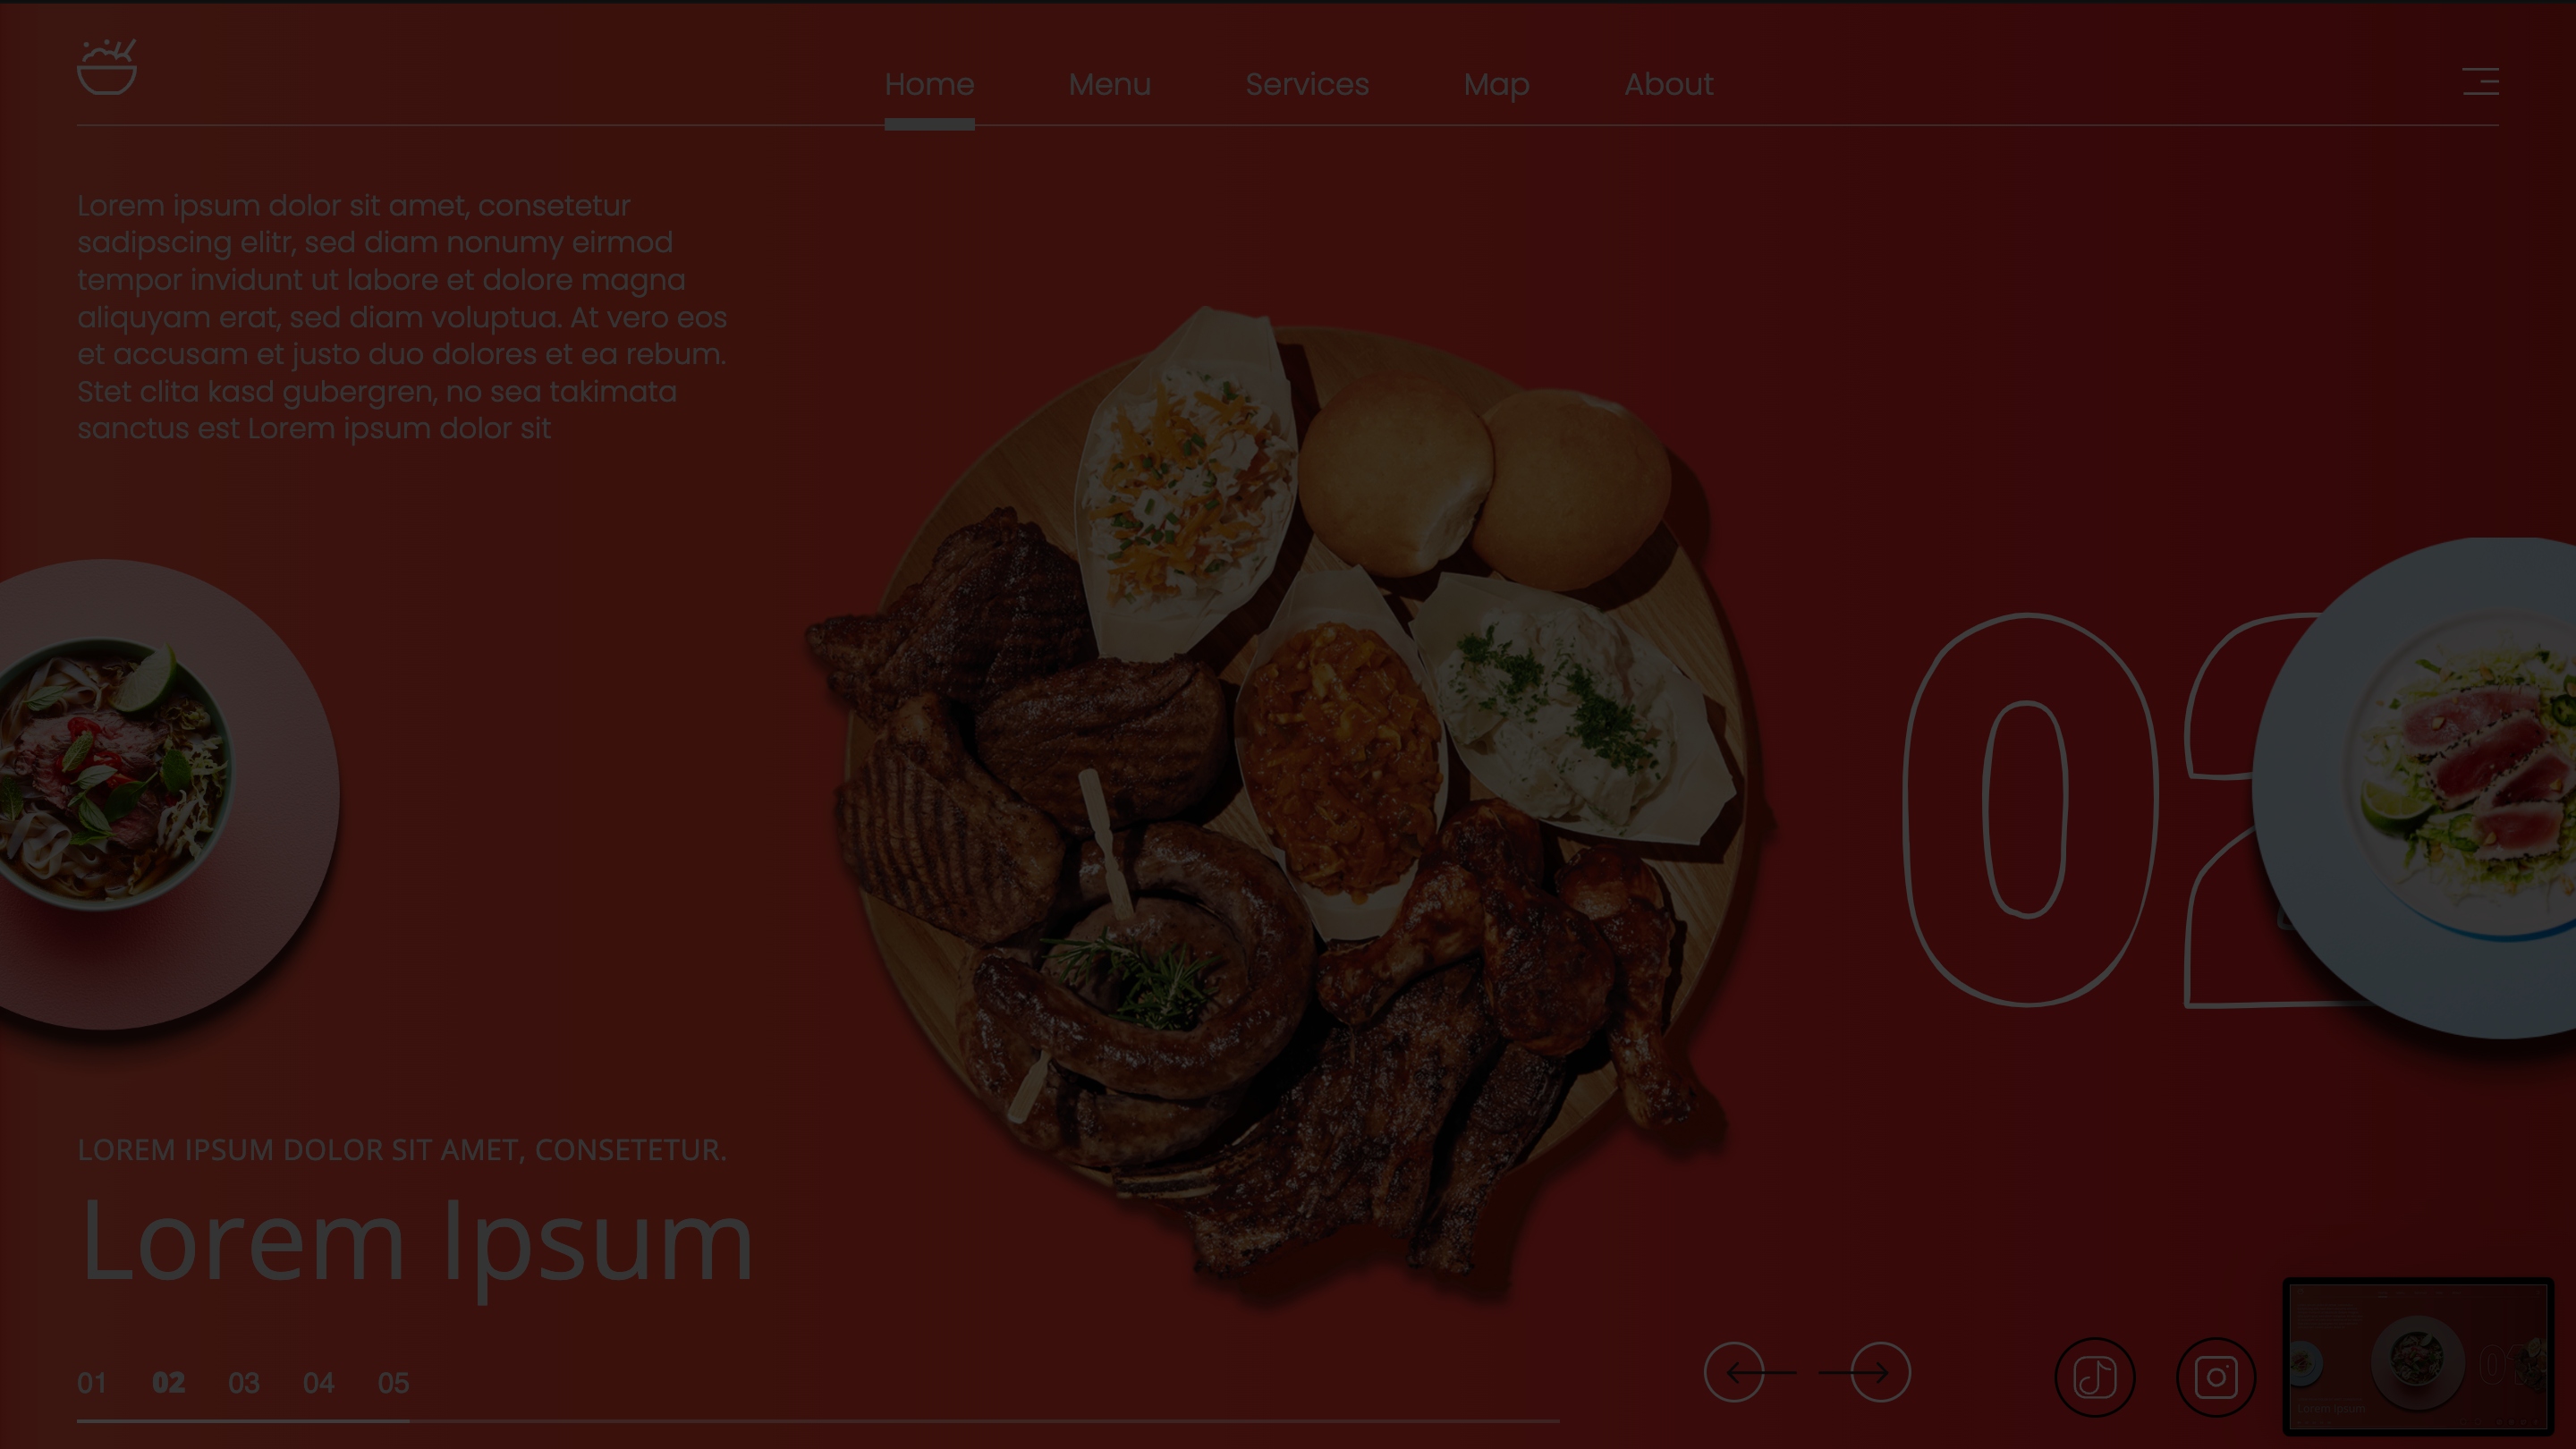 Home Menu Services Map About
Lorem ipsum dolor sit amet, consetetur
sadipscing elitr, sed diam nonumy eirmod
tempor invidunt ut labore et dolore magna
aliquyam erat, sed diam voluptua. At vero eos
et accusam et justo duo dolores et ea rebum.
Stet clita kasd gubergren, no sea takimata
sanctus est Lorem ipsum dolor sit
02
LOREM IPSUM DOLOR SIT AMET, CONSETETUR.
Lorem Ipsum
01 02 03 04 05
Lorem Ipsum